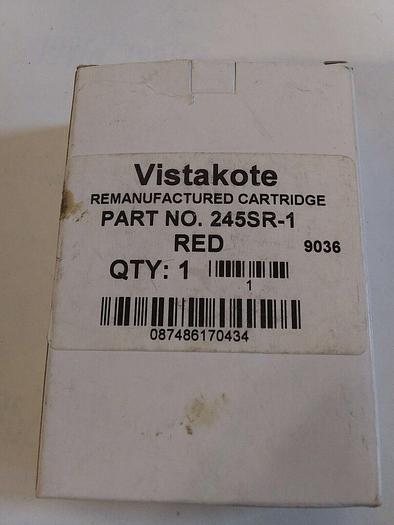 Vistakote
REMANUFACTURED CARTRIDGE
PART NO. 245SR-1
RED 9036
QTY: 1
1
087486170434